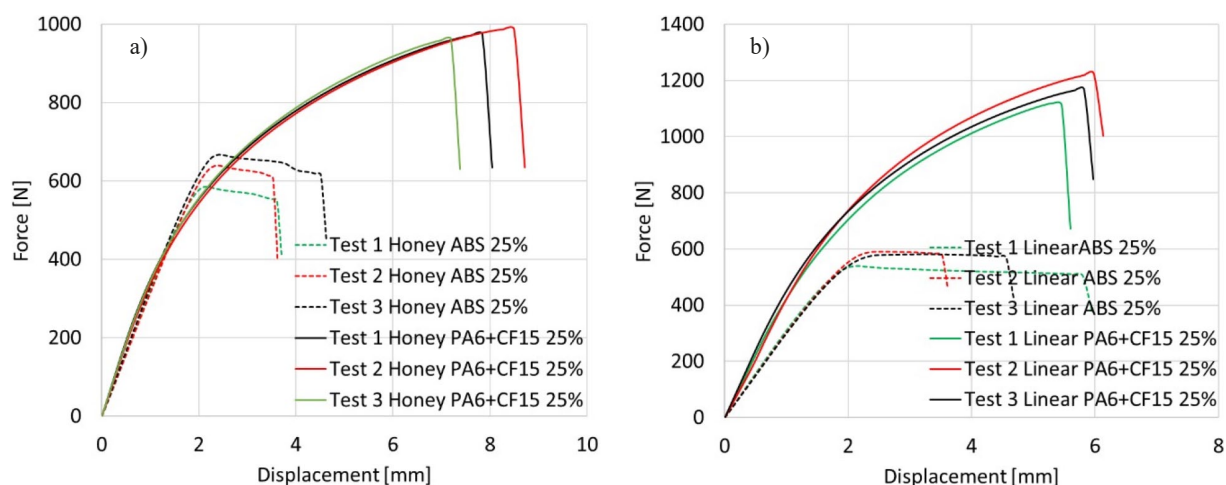 a)
Force [N]
1000
800
600
400
200
0
Test 1 Honey ABS 25%
Test 2 Honey ABS 25%
Test 3 Honey ABS 25%
Test 1 Honey PA6+CF15 25%
Test 2 Honey PA6+CF15 25%
Test 3 Honey PA6+CF15 25%
0 2 4 6 8 10
Displacement [mm]
b)
Force [N]
1400
1200
1000
800
600
400
200
0
Test 1 LinearABS 25%
Test 2 Linear ABS 25%
Test 3 Linear ABS 25%
Test 1 Linear PA6+CF15 25%
Test 2 Linear PA6+CF15 25%
Test 3 Linear PA6+CF15 25%
0 2 4 6 8
Displacement [mm]